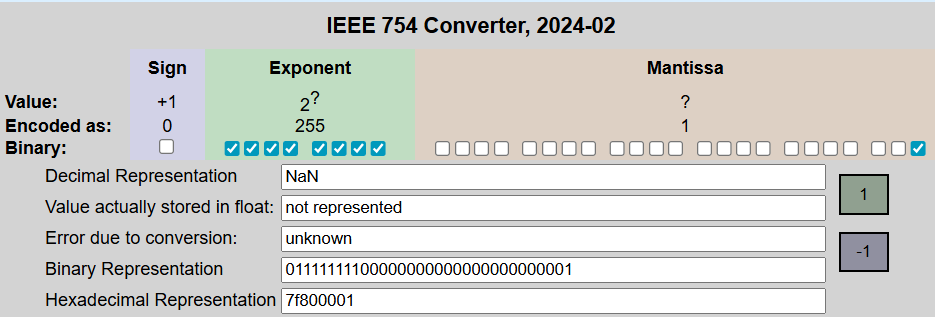 IEEE 754 Converter, 2024-02
Sign Exponent Mantissa
Value: +1 2? ?
Encoded as: 0 255 1
Binary:
Decimal Representation NaN
1
Value actually stored in float: not represented
Error due to conversion: unknown
-1
Binary Representation 01111111100000000000000000000001
Hexadecimal Representation 7f800001